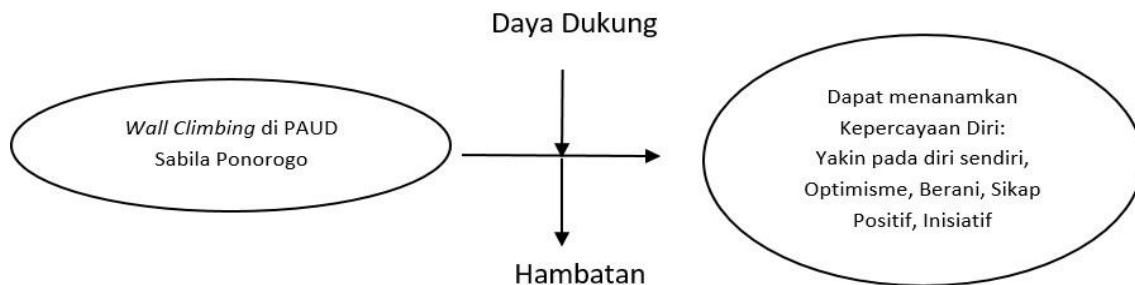 Daya Dukung
Wall Climbing di PAUD
Sabila Ponorogo
Dapat menanamkan
Kepercayaan Diri:
Yakin pada diri sendiri,
Optimisme, Berani, Sikap
Positif, Inisiatif
Hambatan